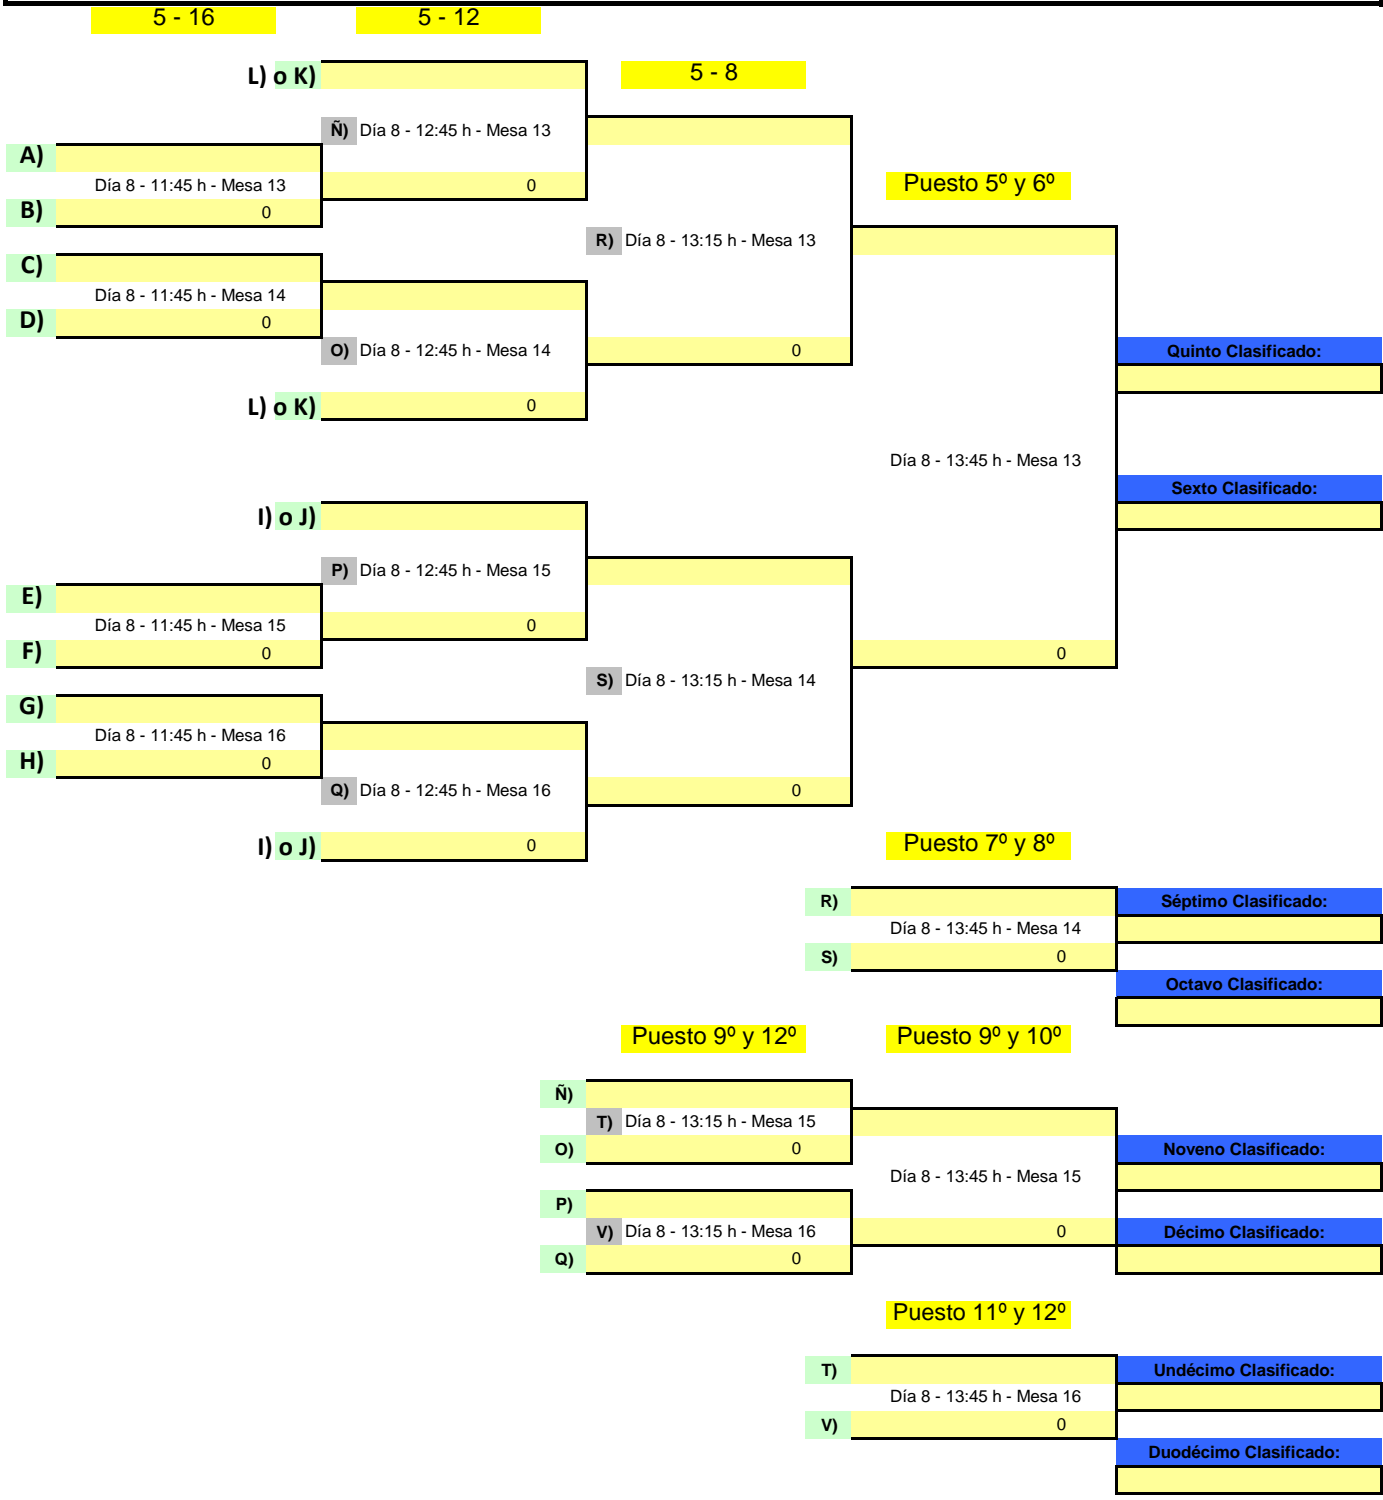 5 - 16
5 - 12
L) o K)
5 - 8
Ñ) Día 8 - 12:45 h - Mesa 13
A)
Día 8 - 11:45 h - Mesa 13
0
Puesto 5º y 6º
B)
0
R) Día 8 - 13:15 h - Mesa 13
C)
Día 8 - 11:45 h - Mesa 14
D)
0
O) Día 8 - 12:45 h - Mesa 14
0
Quinto Clasificado:
L) o K)
0
Día 8 - 13:45 h - Mesa 13
Sexto Clasificado:
I) o J)
P) Día 8 - 12:45 h - Mesa 15
E)
Día 8 - 11:45 h - Mesa 15
0
F)
0
0
S) Día 8 - 13:15 h - Mesa 14
G)
Día 8 - 11:45 h - Mesa 16
H)
0
Q) Día 8 - 12:45 h - Mesa 16
0
I) o J)
0
Puesto 7º y 8º
R)
Séptimo Clasificado:
Día 8 - 13:45 h - Mesa 14
S)
0
Octavo Clasificado:
Puesto 9º y 12º
Puesto 9º y 10º
Ñ)
T) Día 8 - 13:15 h - Mesa 15
O)
0
Noveno Clasificado:
Día 8 - 13:45 h - Mesa 15
P)
V) Día 8 - 13:15 h - Mesa 16
0
Décimo Clasificado:
Q)
0
Puesto 11º y 12º
T)
Undécimo Clasificado:
Día 8 - 13:45 h - Mesa 16
V)
0
Duodécimo Clasificado: